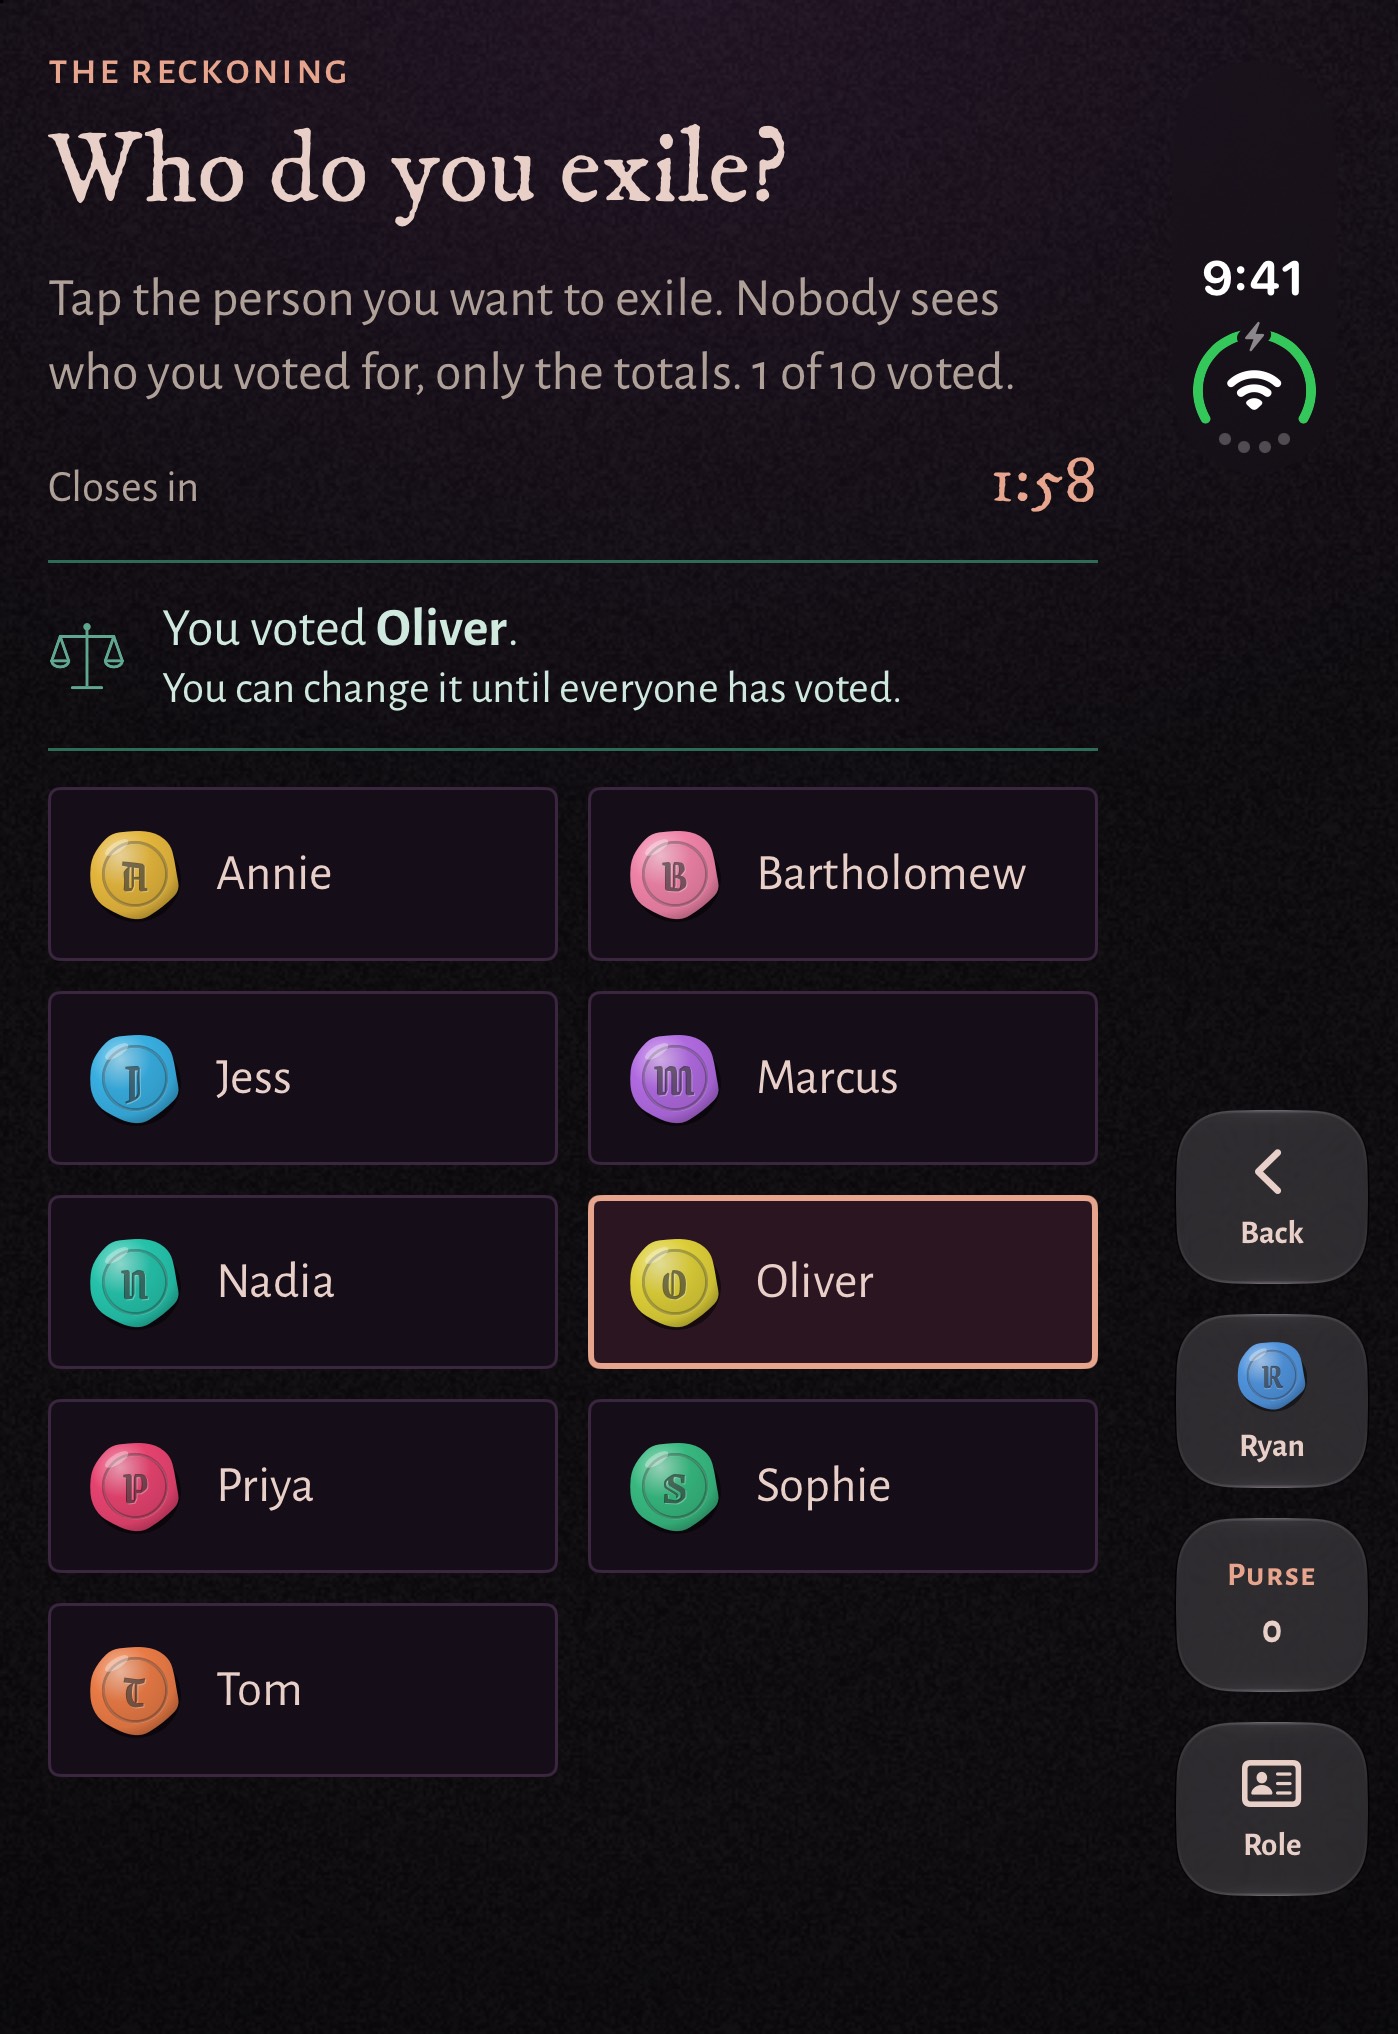 THE RECKONING
Who do you exile?
Tap the person you want to exile. Nobody sees
who you voted for, only the totals. 1 of 10 voted.
Closes in
1:58
You voted Oliver.
You can change it until everyone has voted.
A Annie
B Bartholomew
J Jess
M Marcus
N Nadia
O Oliver
P Priya
S Sophie
T Tom
9:41
Back
R
Ryan
PURSE
0
Role